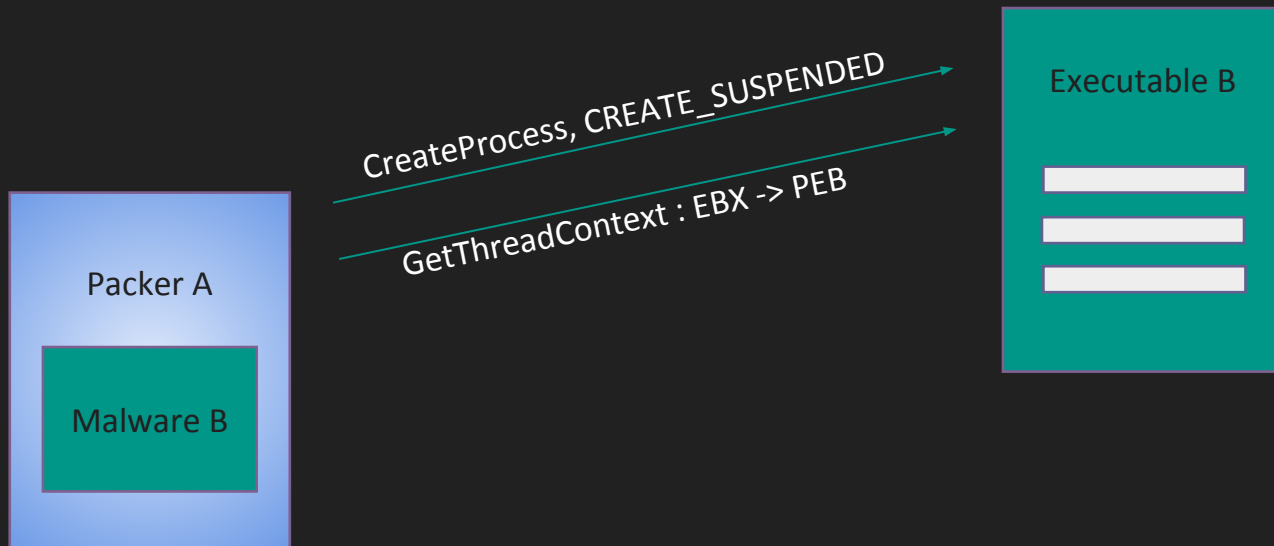 CreateProcess, CREATE_SUSPENDED
GetThreadContext : EBX -> PEB
Executable B
Packer A
Malware B